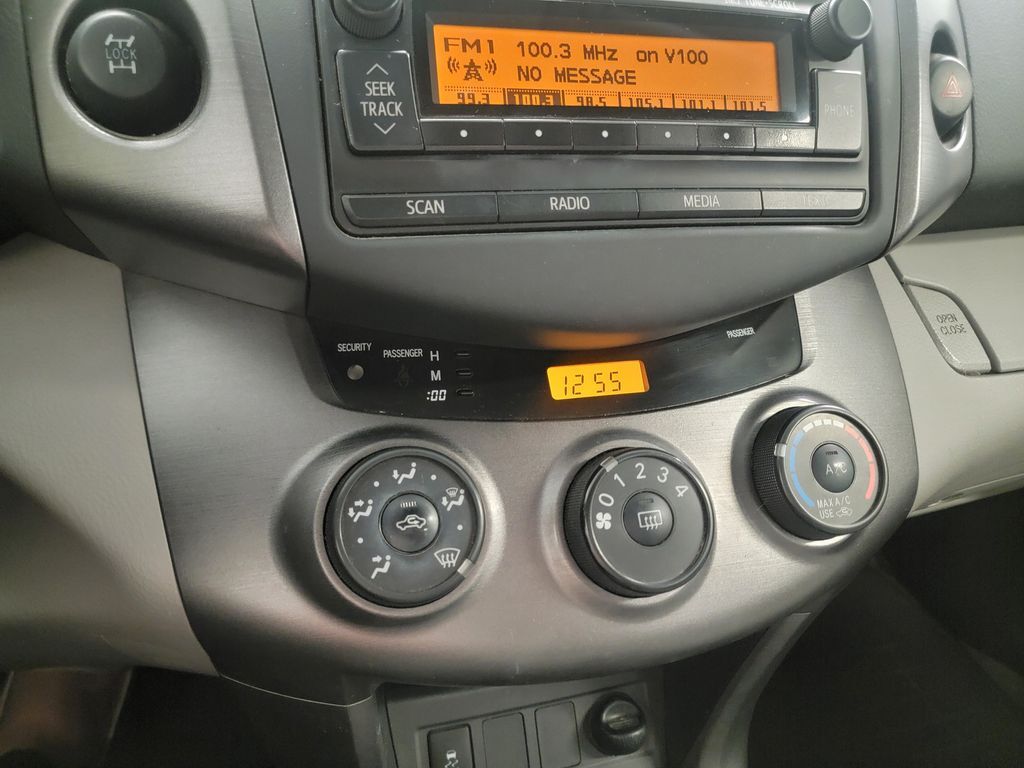 LOCK
SEEK
TRACK
FM1 100.3 MHz on V100
NO MESSAGE
99.3 100.3 98.5 105.1 101.1 101.5
PHONE
SCAN RADIO MEDIA TEXT
OPEN
CLOSE
SECURITY PASSENGER H
M
:00
12 55
PASSENGER
0 1 2 3 4
A/C
MAX A/C
USE